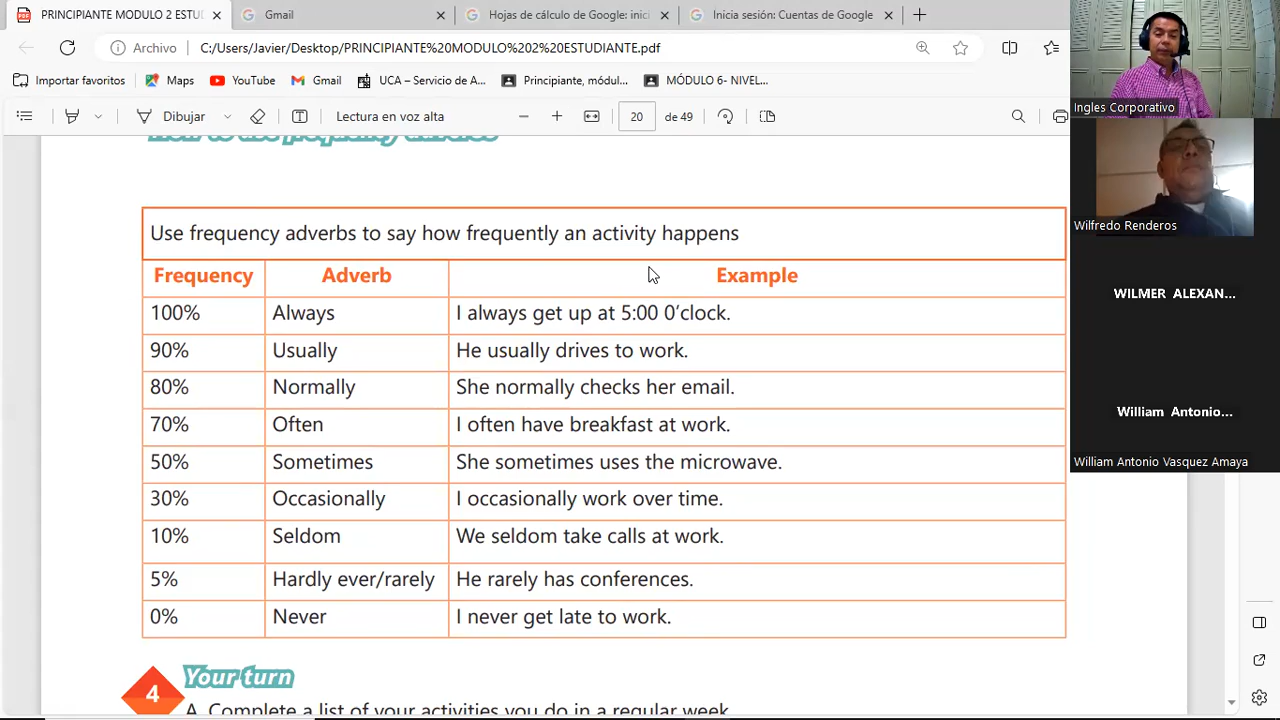 PRINCIPIANTE MODULO 2 ESTUD
Gmail
Hojas de cálculo de Google: inici
Inicia sesión: Cuentas de Google
Archivo
C:/Users/Javier/Desktop/PRINCIPIANTE%20MODULO%202%20ESTUDIANTE.pdf
Importar favoritos
Maps
YouTube
Gmail
UCA – Servicio de A...
Principiante, módul...
MÓDULO 6- NIVEL...
Dibujar
Lectura en voz alta
20
de 49
How to use frequency adverbs
Use frequency adverbs to say how frequently an activity happens
Frequency Adverb Example
100% Always I always get up at 5:00 0’clock.
90% Usually He usually drives to work.
80% Normally She normally checks her email.
70% Often I often have breakfast at work.
50% Sometimes She sometimes uses the microwave.
30% Occasionally I occasionally work over time.
10% Seldom We seldom take calls at work.
5% Hardly ever/rarely He rarely has conferences.
0% Never I never get late to work.
4
Your turn
A. Complete a list of your activities you do in a regular week
Ingles Corporativo
Wilfredo Renderos
WILMER ALEXAN...
William Antonio...
William Antonio Vasquez Amaya